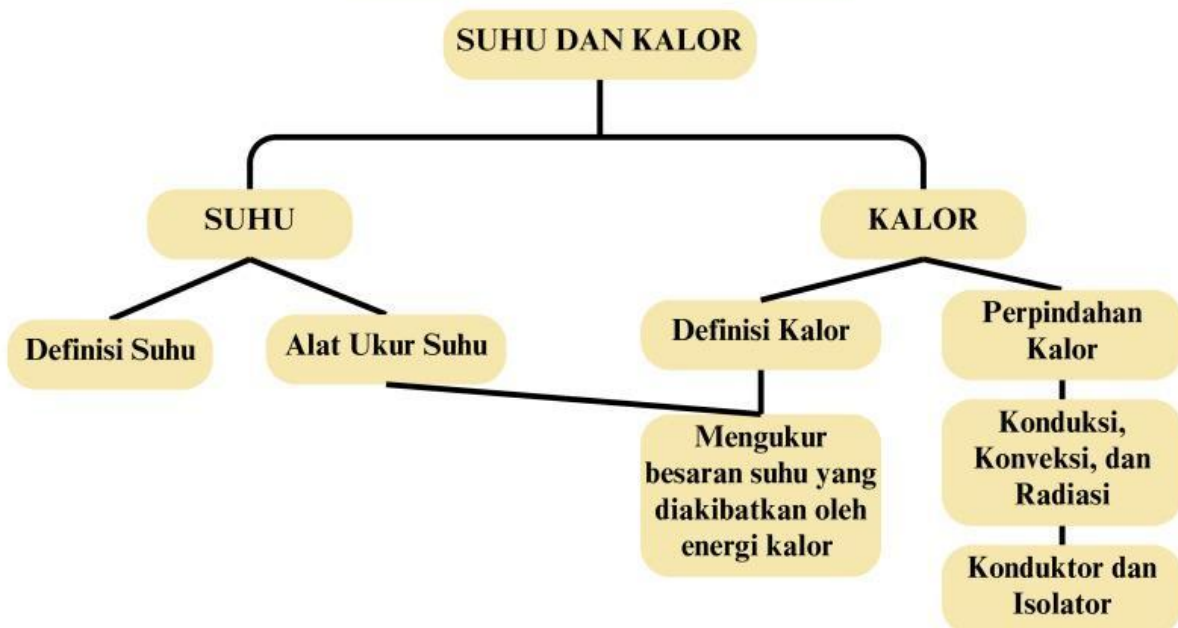 SUHU DAN KALOR
SUHU
KALOR
Definisi Suhu
Alat Ukur Suhu
Definisi Kalor
Perpindahan
Kalor
Mengukur
besaran suhu yang
diakibatkan oleh
energi kalor
Konduksi,
Konveksi, dan
Radiasi
Konduktor dan
Isolator